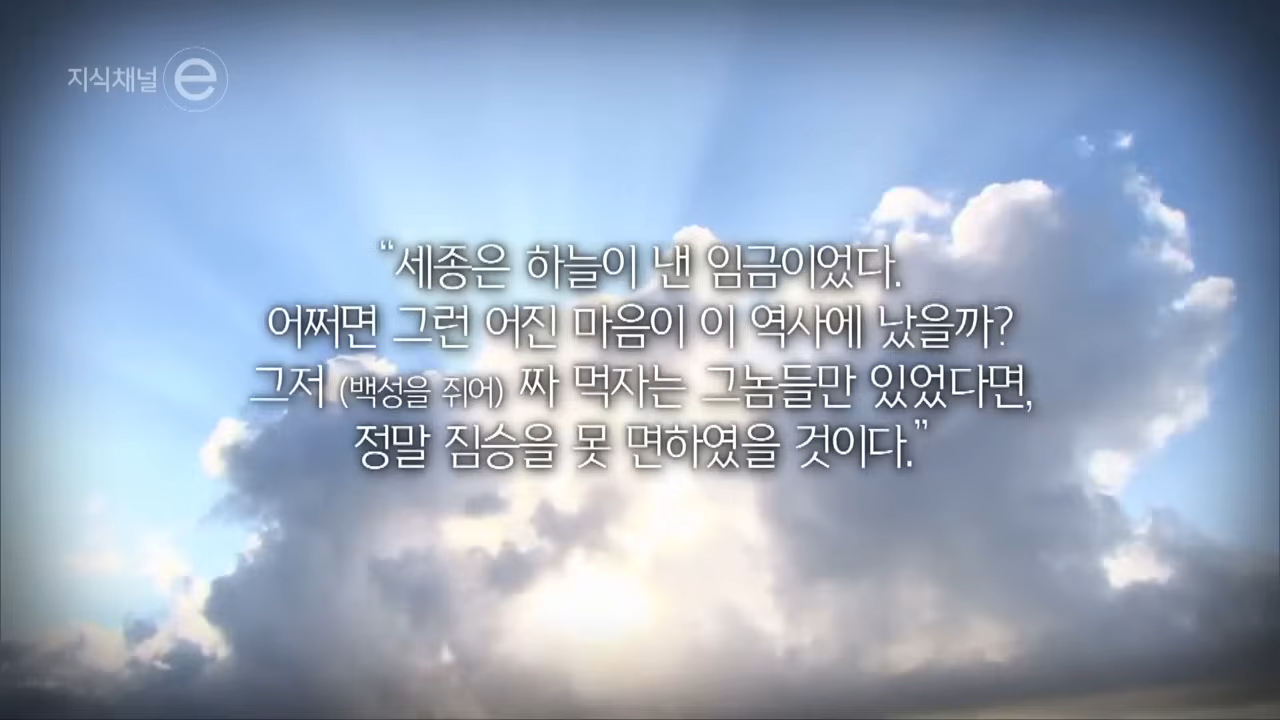 지식채널 e
“세종은 하늘이 낸 임금이었다.
어쩌면 그런 어진 마음이 이 역사에 났을까?
그저 (백성을 쥐어) 짜 먹자는 그놈들만 있었다면,
정말 짐승을 못 면하였을 것이다.”